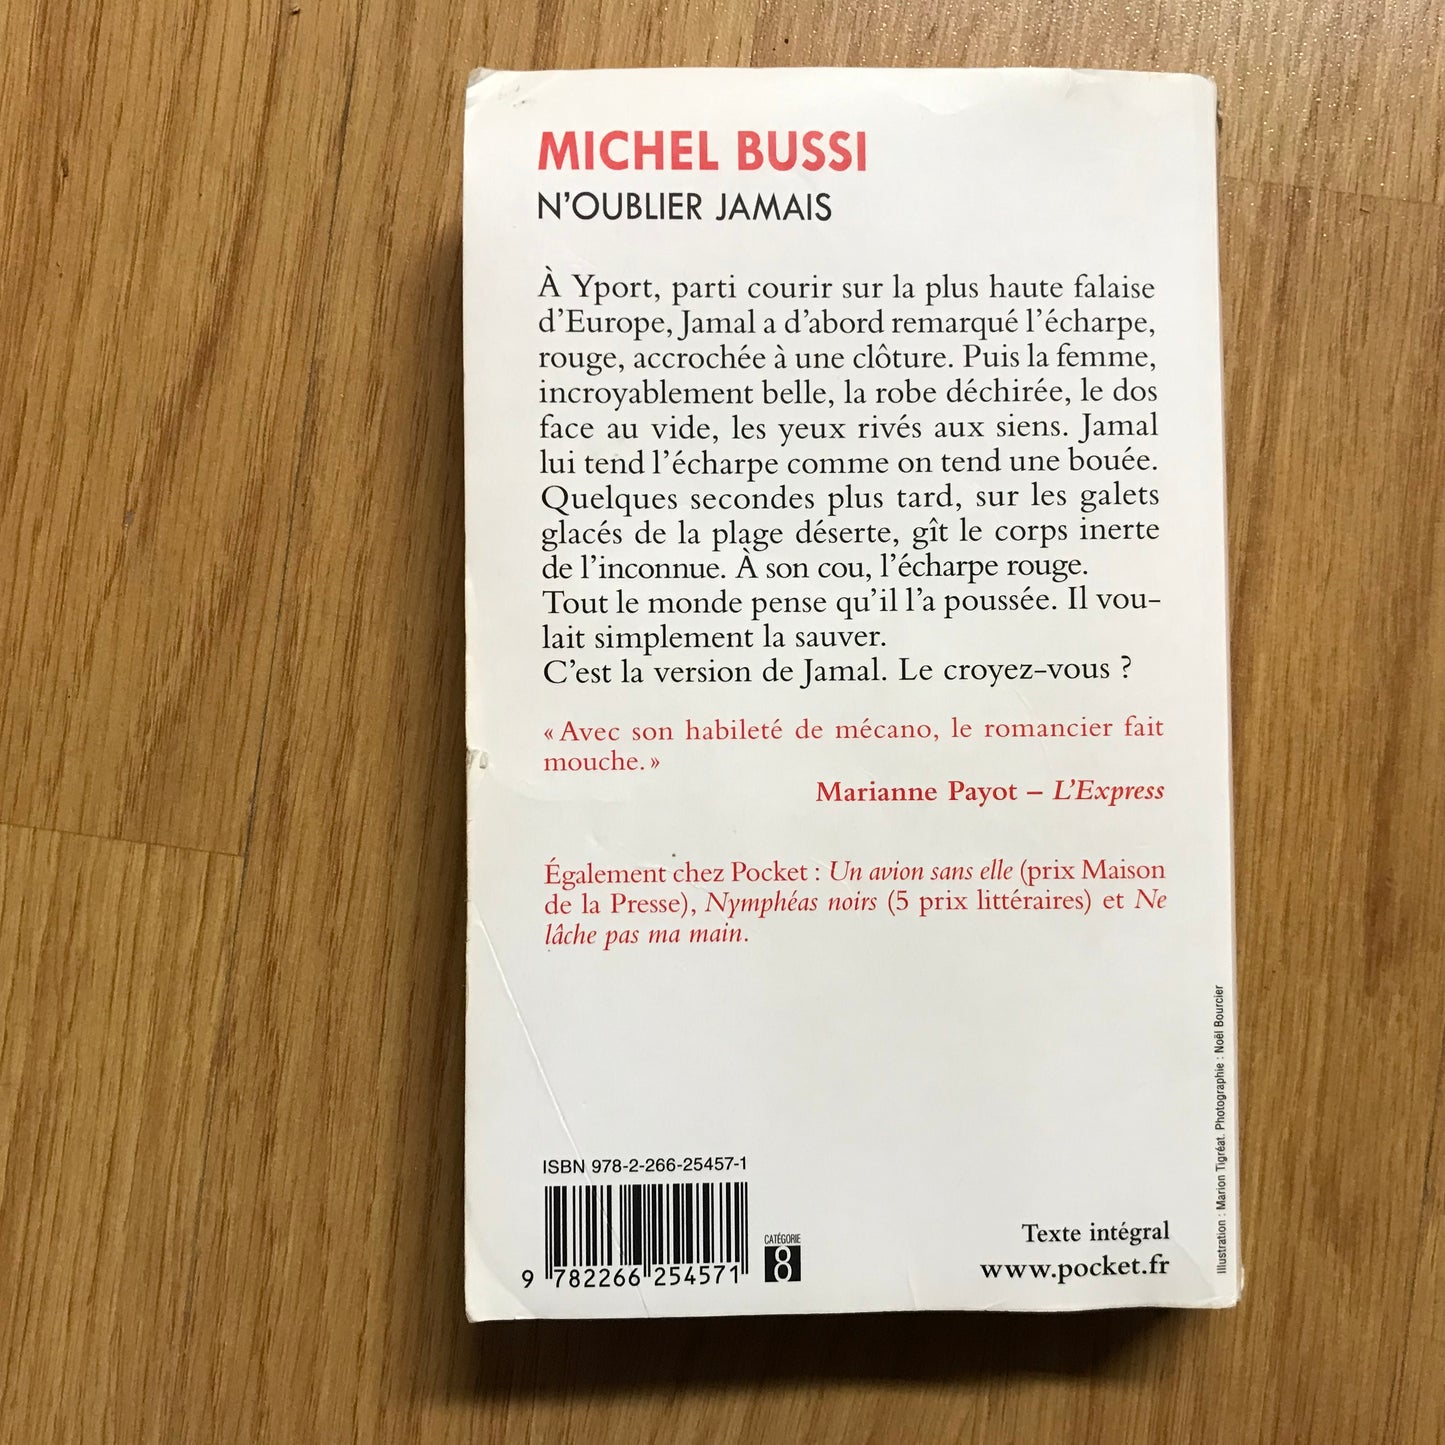 MICHEL BUSSI
N'OUBLIER JAMAIS
À Yport, parti courir sur la plus haute falaise
d'Europe, Jamal a d'abord remarqué l'écharpe,
rouge, accrochée à une clôture. Puis la femme,
incroyablement belle, la robe déchirée, le dos
face au vide, les yeux rivés aux siens. Jamal
lui tend l'écharpe comme on tend une bouée.
Quelques secondes plus tard, sur les galets
glacés de la plage déserte, gît le corps inerte
de l'inconnue. À son cou, l'écharpe rouge.
Tout le monde pense qu'il l'a poussée. Il vou-
lait simplement la sauver.
C'est la version de Jamal. Le croyez-vous ?
« Avec son habileté de mécano, le romancier fait
mouche. »
Marianne Payot – L'Express
Également chez Pocket : Un avion sans elle (prix Maison
de la Presse), Nymphéas noirs (5 prix littéraires) et Ne
lâche pas ma main.
Illustration : Marion Tigréat. Photographie : Noël Bourcier
ISBN 978-2-266-25457-1
9 782266 254571
CATÉGORIE
8
Texte intégral
www.pocket.fr